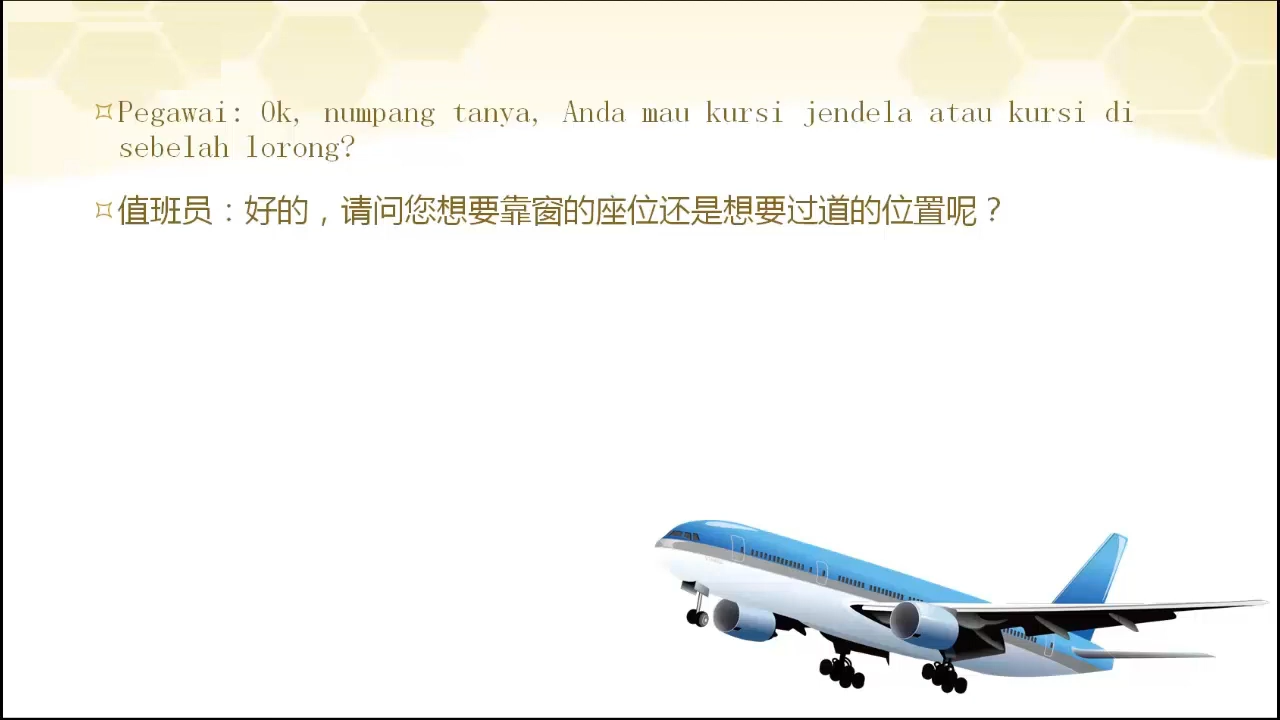 Pegawai: Ok, numpang tanya, Anda mau kursi jendela atau kursi di
sebelah lorong?
值班员：好的，请问您想要靠窗的座位还是想要过道的位置呢？